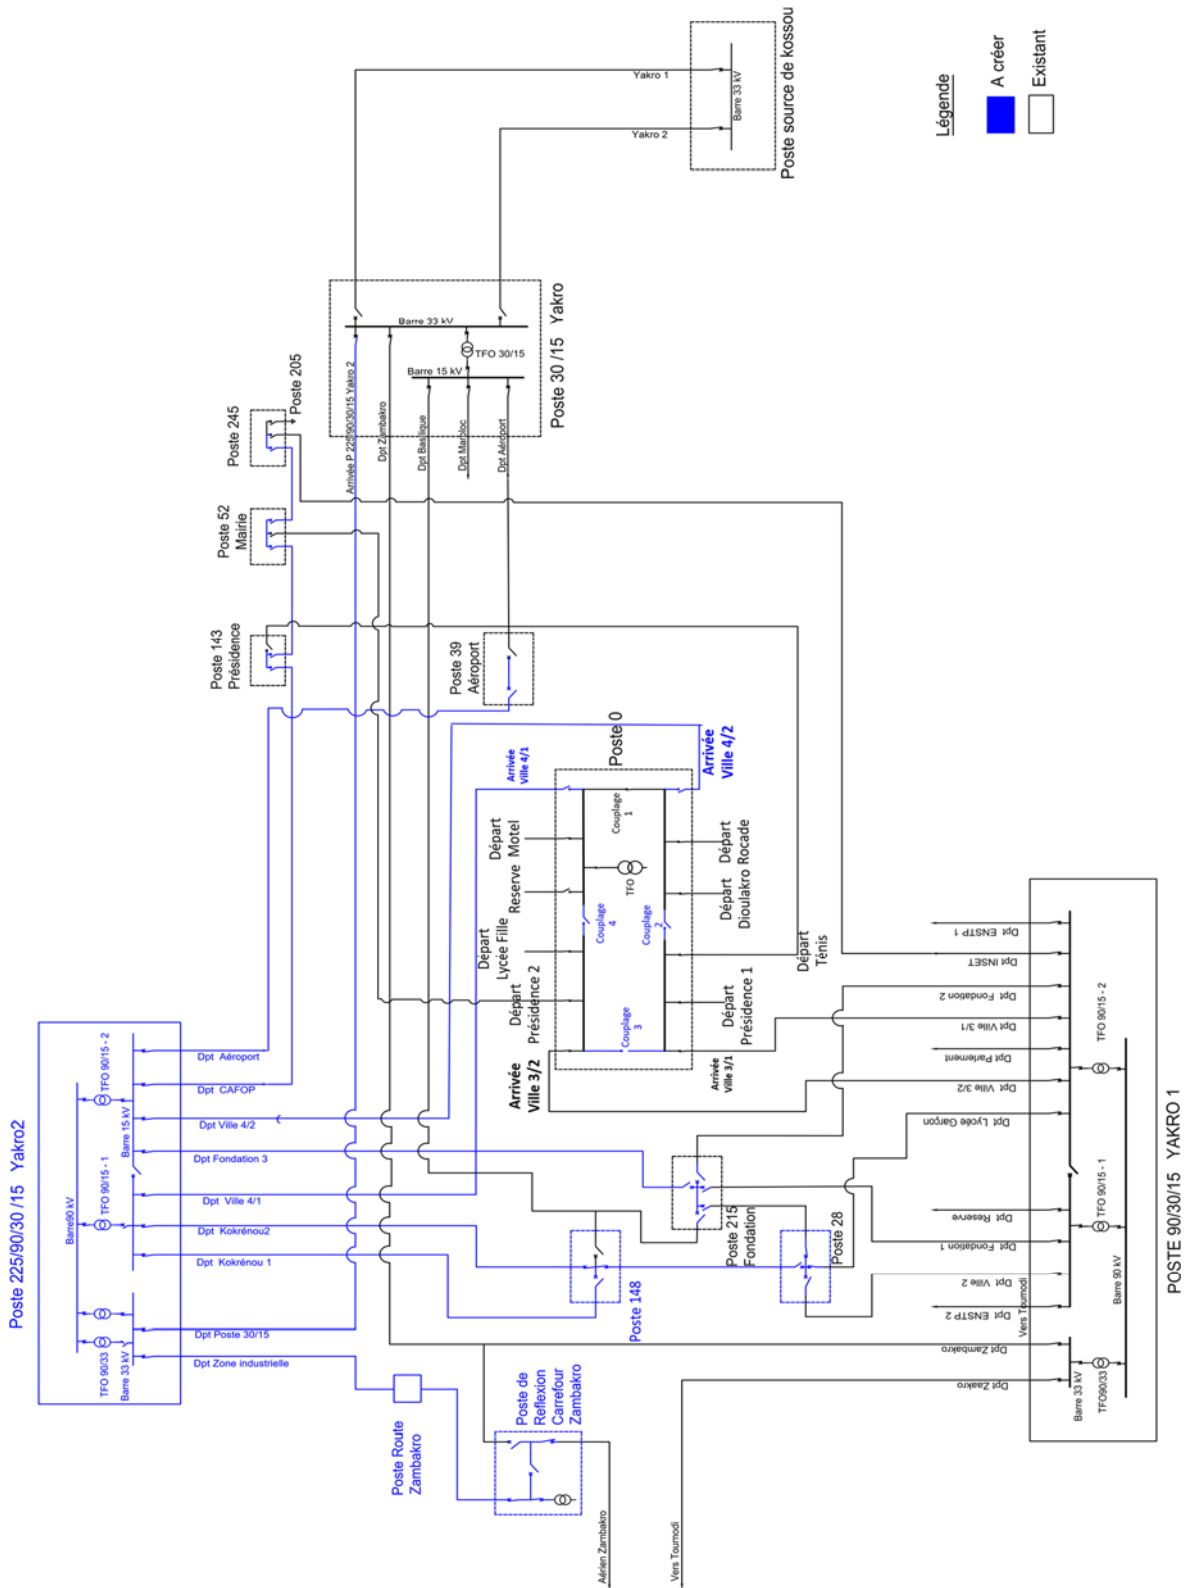 Poste 225/90/30 /15  Yakro2
Barre90 kV
TFO 90/15 - 2
Barre 15 kV
TFO 90/15 - 1
TFO 90/33
Barre 33 kV
Dpt Aéroport
Dpt CAFOP
Dpt Ville 4/2
Dpt Fondation 3
Dpt Ville 4/1
Dpt Kokrénou2
Dpt Kokrénou 1
Dpt Poste 30/15
Dpt Zone industrielle
Poste Route
Zambakro
Poste de
Reflexion
Carrefour
Zambakro
Aérien Zambakro
Vers Toumodi
Poste 148
Poste 215
Fondation
Poste 28
Poste 143
Présidence
Poste 52
Mairie
Poste 245
Poste 205
Poste 39
Aéroport
Poste 0
Arrivée
Ville 4/1
Arrivée
Ville 4/2
Départ
Motel
Reserve
Départ
Lycée Fille
Départ
Présidence 2
Arrivée
Ville 3/2
Couplage
1
TFO
Couplage
4
Couplage
2
Couplage
3
Départ
Rocade
Départ
Dioulakro
Départ
Ténis
Départ
Présidence 1
Arrivée
Ville 3/1
Arrivée P 225/90/30/15 Yakro 2
Dpt Zambakro
Dpt Basilique
Dpt Maroloc
Dpt Aéroport
Barre 33 kV
TFO 30/15
Barre 15 kV
Poste 30 /15   Yakro
Yakro 1
Yakro 2
Barre 33 kV
Poste source de kossou
Légende
A créer
Existant
Dpt ENSTP 1
Dpt INSET
Dpt Fondation 2
Dpt Ville 3/1
Dpt Parlement
Dpt Ville 3/2
Dpt Lycée Garçon
Dpt Reserve
Dpt Fondation 1
Dpt Ville 2
Dpt ENSTP 2
Vers Toumodi
Dpt Zambakro
Dpt Zaakro
TFO 90/15 - 2
TFO 90/15 - 1
Barre 90 kV
Barre 33 kV
TFO90/33
POSTE 90/30/15  YAKRO 1